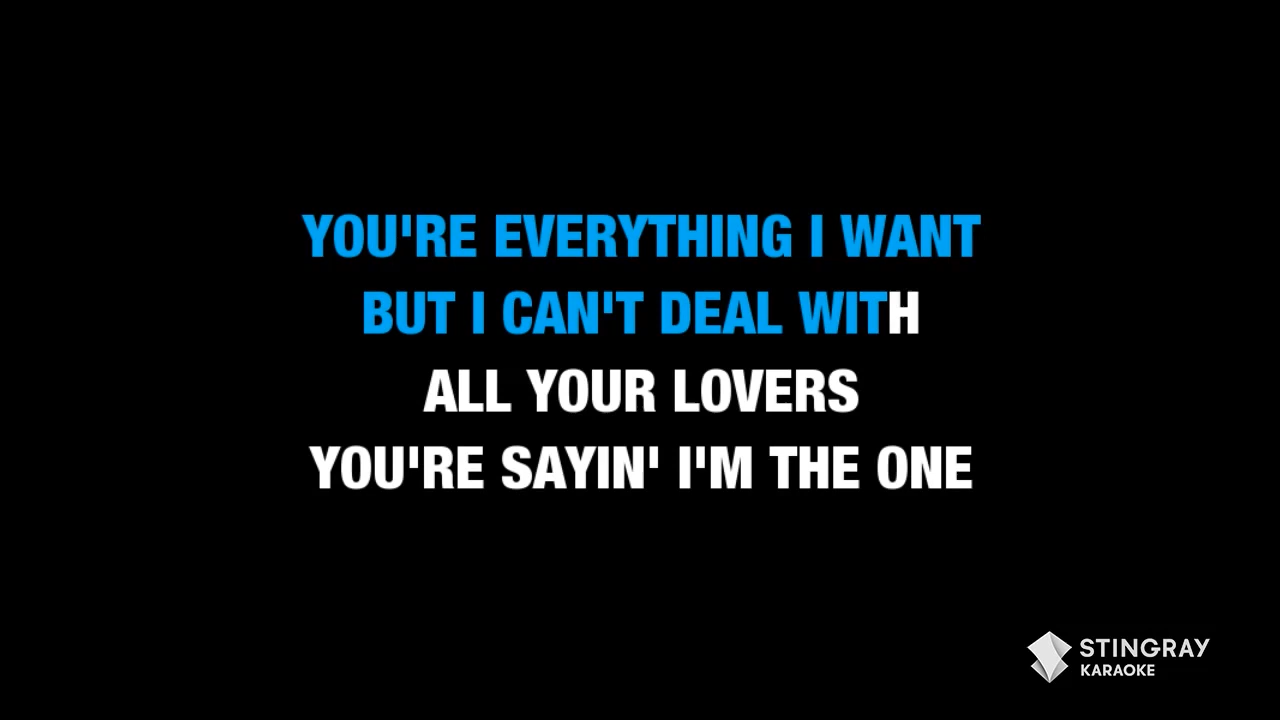 YOU'RE EVERYTHING I WANT
BUT I CAN'T DEAL WITH
ALL YOUR LOVERS
YOU'RE SAYIN' I'M THE ONE
STINGRAY
KARAOKE